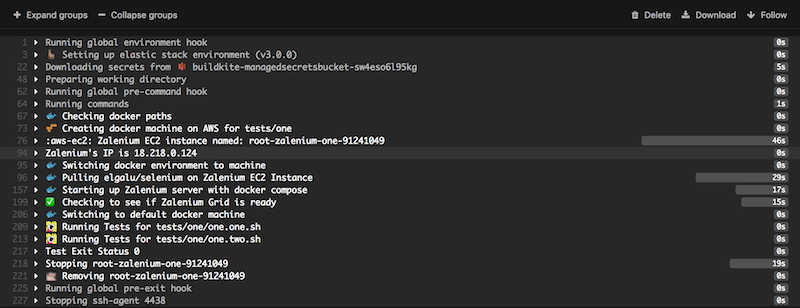 + Expand groups — Collapse groups Delete Download Follow
1 Running global environment hook 0s
3 Setting up elastic stack environment (v3.0.0) 0s
22 Downloading secrets from buildkite-managedsecretsbucket-sw4eso6l95kg 5s
48 Preparing working directory 0s
62 Running global pre-command hook 0s
64 Running commands 1s
67 Checking docker paths 0s
73 Creating docker machine on AWS for tests/one 0s
76 :aws-ec2: Zalenium EC2 instance named: root-zalenium-one-91241049 46s
94 Zalenium's IP is 18.218.0.124 0s
95 Switching docker environment to machine 0s
96 Pulling elgalu/selenium on Zalenium EC2 Instance 29s
157 Starting up Zalenium server with docker compose 17s
199 Checking to see if Zalenium Grid is ready 15s
206 Switching to default docker machine 0s
209 Running Tests for tests/one/one.one.sh 0s
213 Running Tests for tests/one/one.two.sh 0s
217 Test Exit Status 0 0s
218 Stopping root-zalenium-one-91241049 19s
221 Removing root-zalenium-one-91241049 0s
225 Running global pre-exit hook 0s
227 Stopping ssh-agent 4438 0s